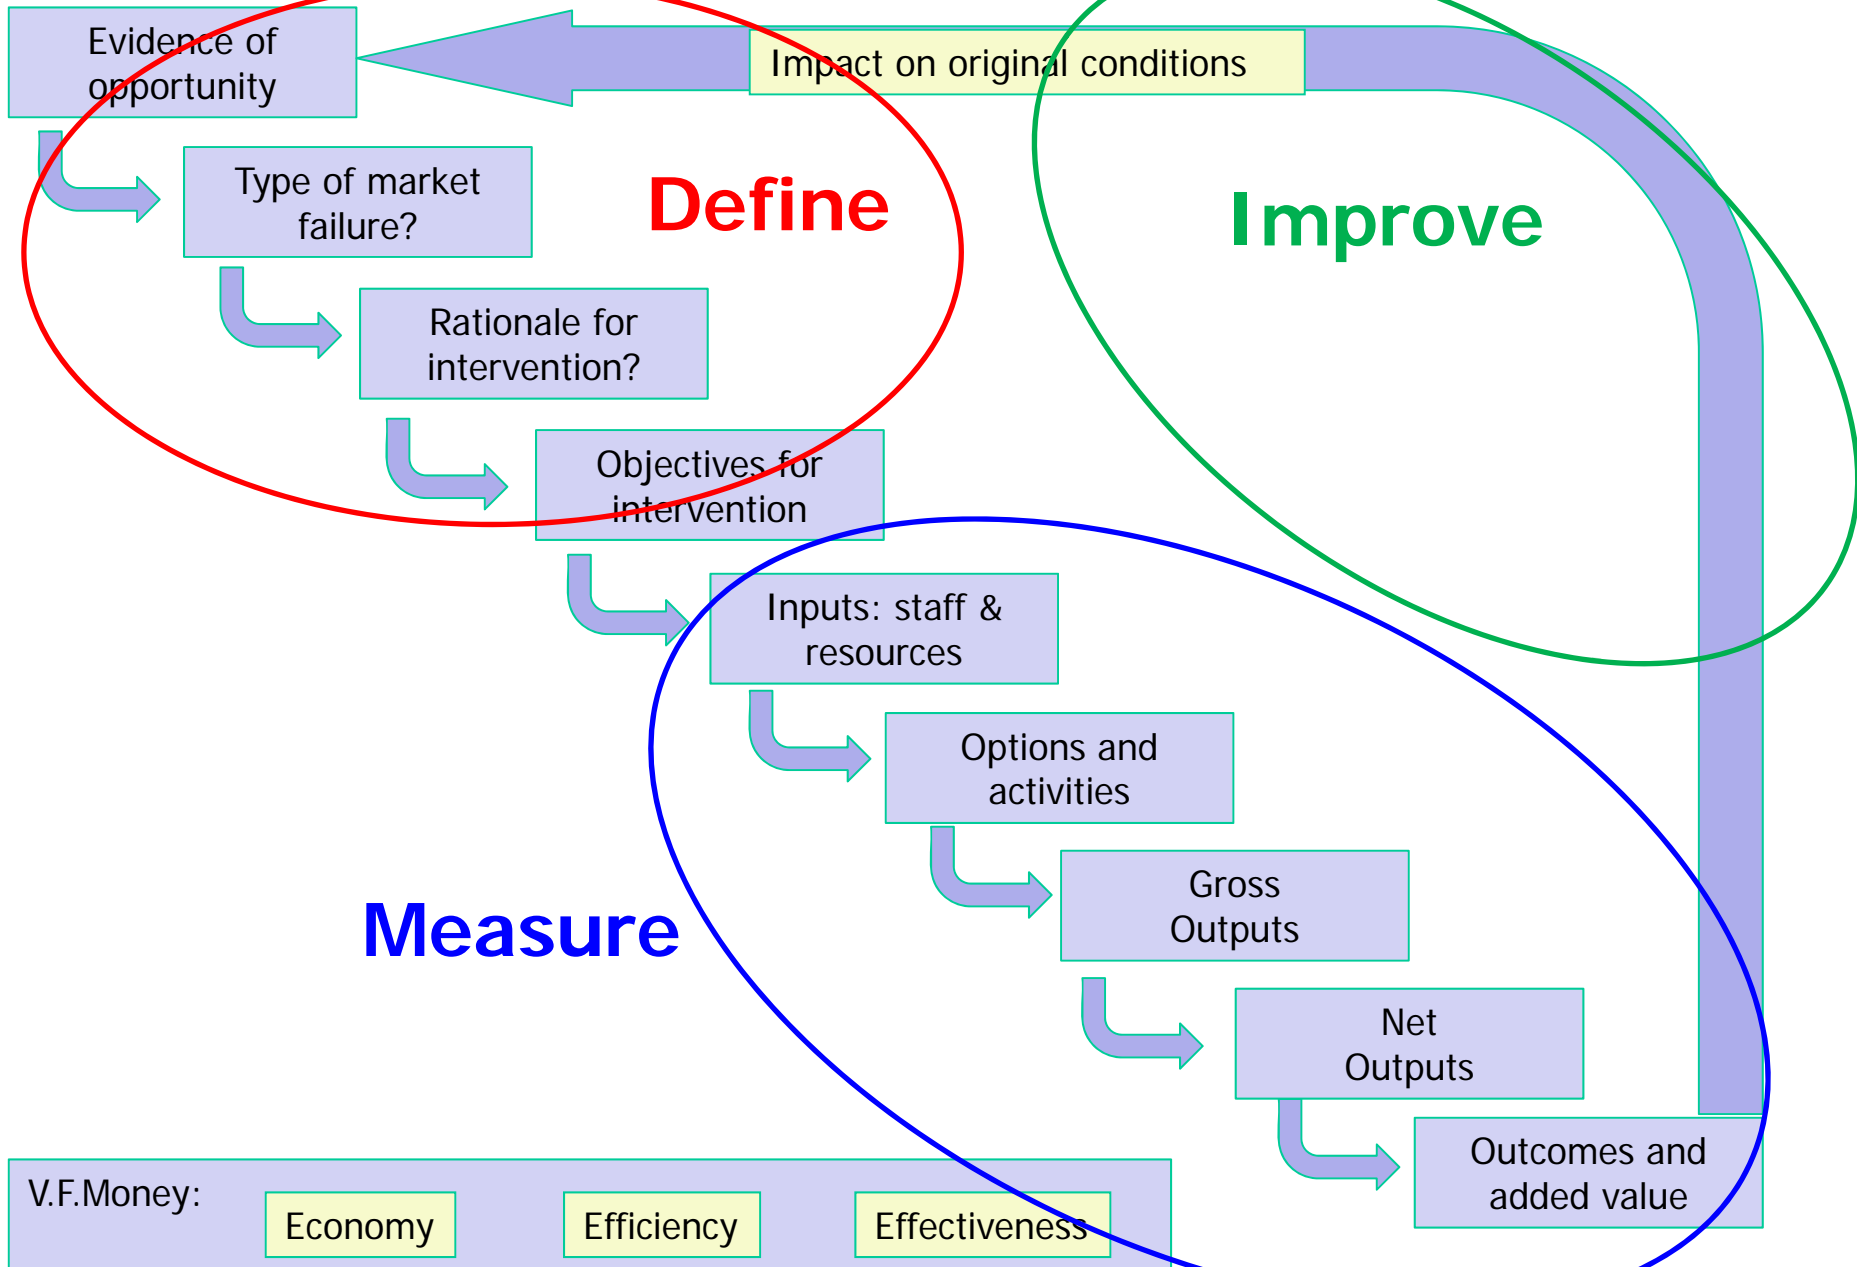 Evidence of
opportunity
Impact on original conditions
Type of market
failure?
Define
Improve
Rationale for
intervention?
Objectives for
intervention
Inputs: staff &
resources
Options and
activities
Gross
Outputs
Measure
Net
Outputs
Outcomes and
added value
V.F.Money:
Economy
Efficiency
Effectiveness